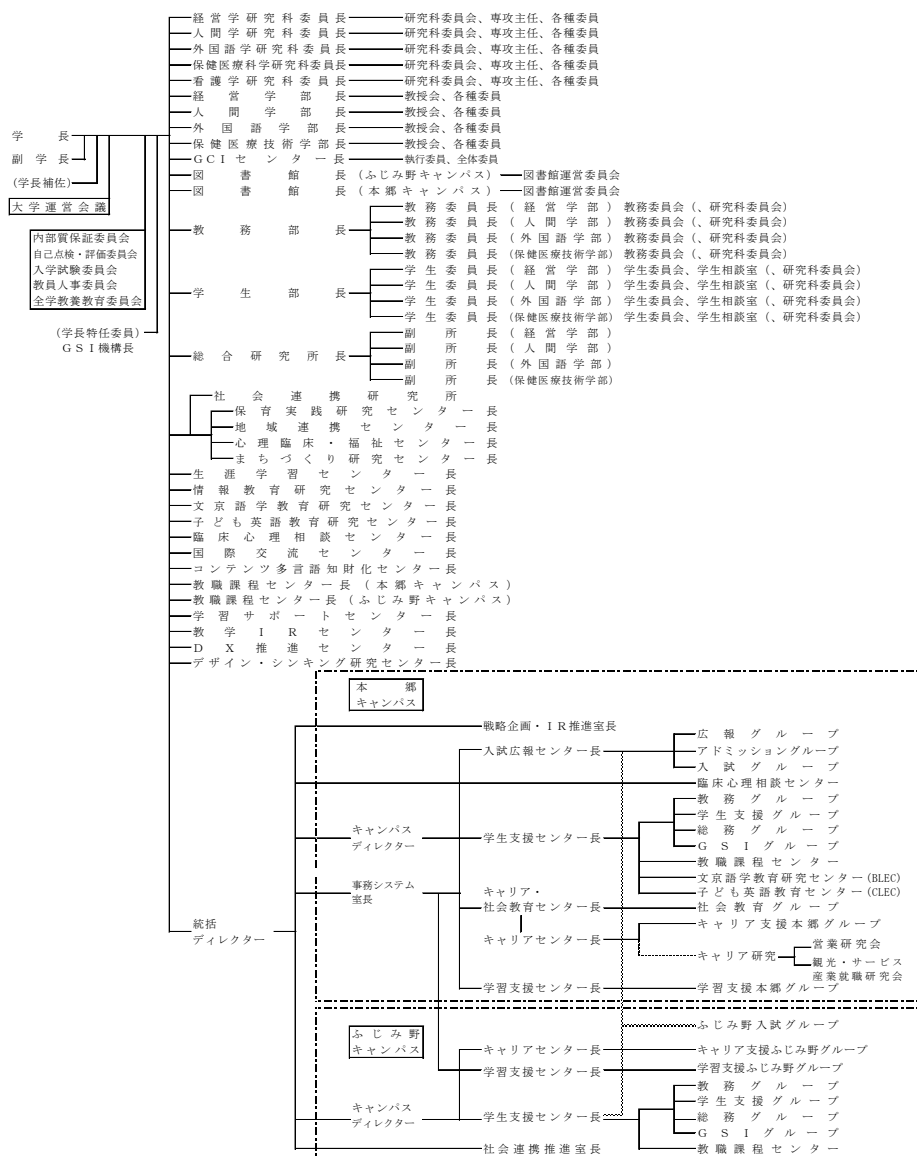 経営学研究科委員長 研究科委員会、専攻主任、各種委員
人間学研究科委員長 研究科委員会、専攻主任、各種委員
外国語学研究科委員長 研究科委員会、専攻主任、各種委員
保健医療科学研究科委員長 研究科委員会、専攻主任、各種委員
看護学研究科委員長 研究科委員会、専攻主任、各種委員
経営学部長 教授会、各種委員
人間学部長 教授会、各種委員
外国語学部長 教授会、各種委員
保健医療技術学部長 教授会、各種委員
学長
副学長
(学長補佐)
大学運営会議
内部質保証委員会
自己点検・評価委員会
入学試験委員会
教員人事委員会
全学教養教育委員会
(学長特任委員)
GSI機構長
GCIセンター長 執行委員、全体委員
図書館長(ふじみ野キャンパス) 図書館運営委員会
図書館長(本郷キャンパス) 図書館運営委員会
教務部長
教務委員長(経営学部)教務委員会(、研究科委員会)
教務委員長(人間学部)教務委員会(、研究科委員会)
教務委員長(外国語学部)教務委員会(、研究科委員会)
教務委員長(保健医療技術学部)教務委員会(、研究科委員会)
学生部長
学生委員長(経営学部)学生委員会、学生相談室(、研究科委員会)
学生委員長(人間学部)学生委員会、学生相談室(、研究科委員会)
学生委員長(外国語学部)学生委員会、学生相談室(、研究科委員会)
学生委員長(保健医療技術学部)学生委員会、学生相談室(、研究科委員会)
総合研究所長
副所長(経営学部)
副所長(人間学部)
副所長(外国語学部)
副所長(保健医療技術学部)
社会連携研究所
保育実践研究センター長
地域連携センター長
心理臨床・福祉センター長
まちづくり研究センター長
生涯学習センター長
情報教育研究センター長
文京語学教育研究センター長
子ども英語教育研究センター長
臨床心理相談センター長
国際交流センター長
コンテンツ多言語知財化センター長
教職課程センター長(本郷キャンパス)
教職課程センター長(ふじみ野キャンパス)
学習サポートセンター長
教学IRセンター長
DX推進センター長
デザイン・シンキング研究センター長
統括
ディレクター
本郷
キャンパス
戦略企画・IR推進室長
入試広報センター長
広報グループ
アドミッショングループ
入試グループ
臨床心理相談センター
キャンパス
ディレクター
学生支援センター長
教務グループ
学生支援グループ
総務グループ
GSIグループ
教職課程センター
文京語学教育研究センター(BLEC)
子ども英語教育センター(CLEC)
事務システム
室長
キャリア・
社会教育センター長
社会教育グループ
キャリアセンター長
キャリア支援本郷グループ
キャリア研究
営業研究会
観光・サービス
産業就職研究会
学習支援センター長
学習支援本郷グループ
ふじみ野
キャンパス
ふじみ野入試グループ
キャリアセンター長
キャリア支援ふじみ野グループ
学習支援センター長
学習支援ふじみ野グループ
キャンパス
ディレクター
学生支援センター長
教務グループ
学生支援グループ
総務グループ
GSIグループ
教職課程センター
社会連携推進室長